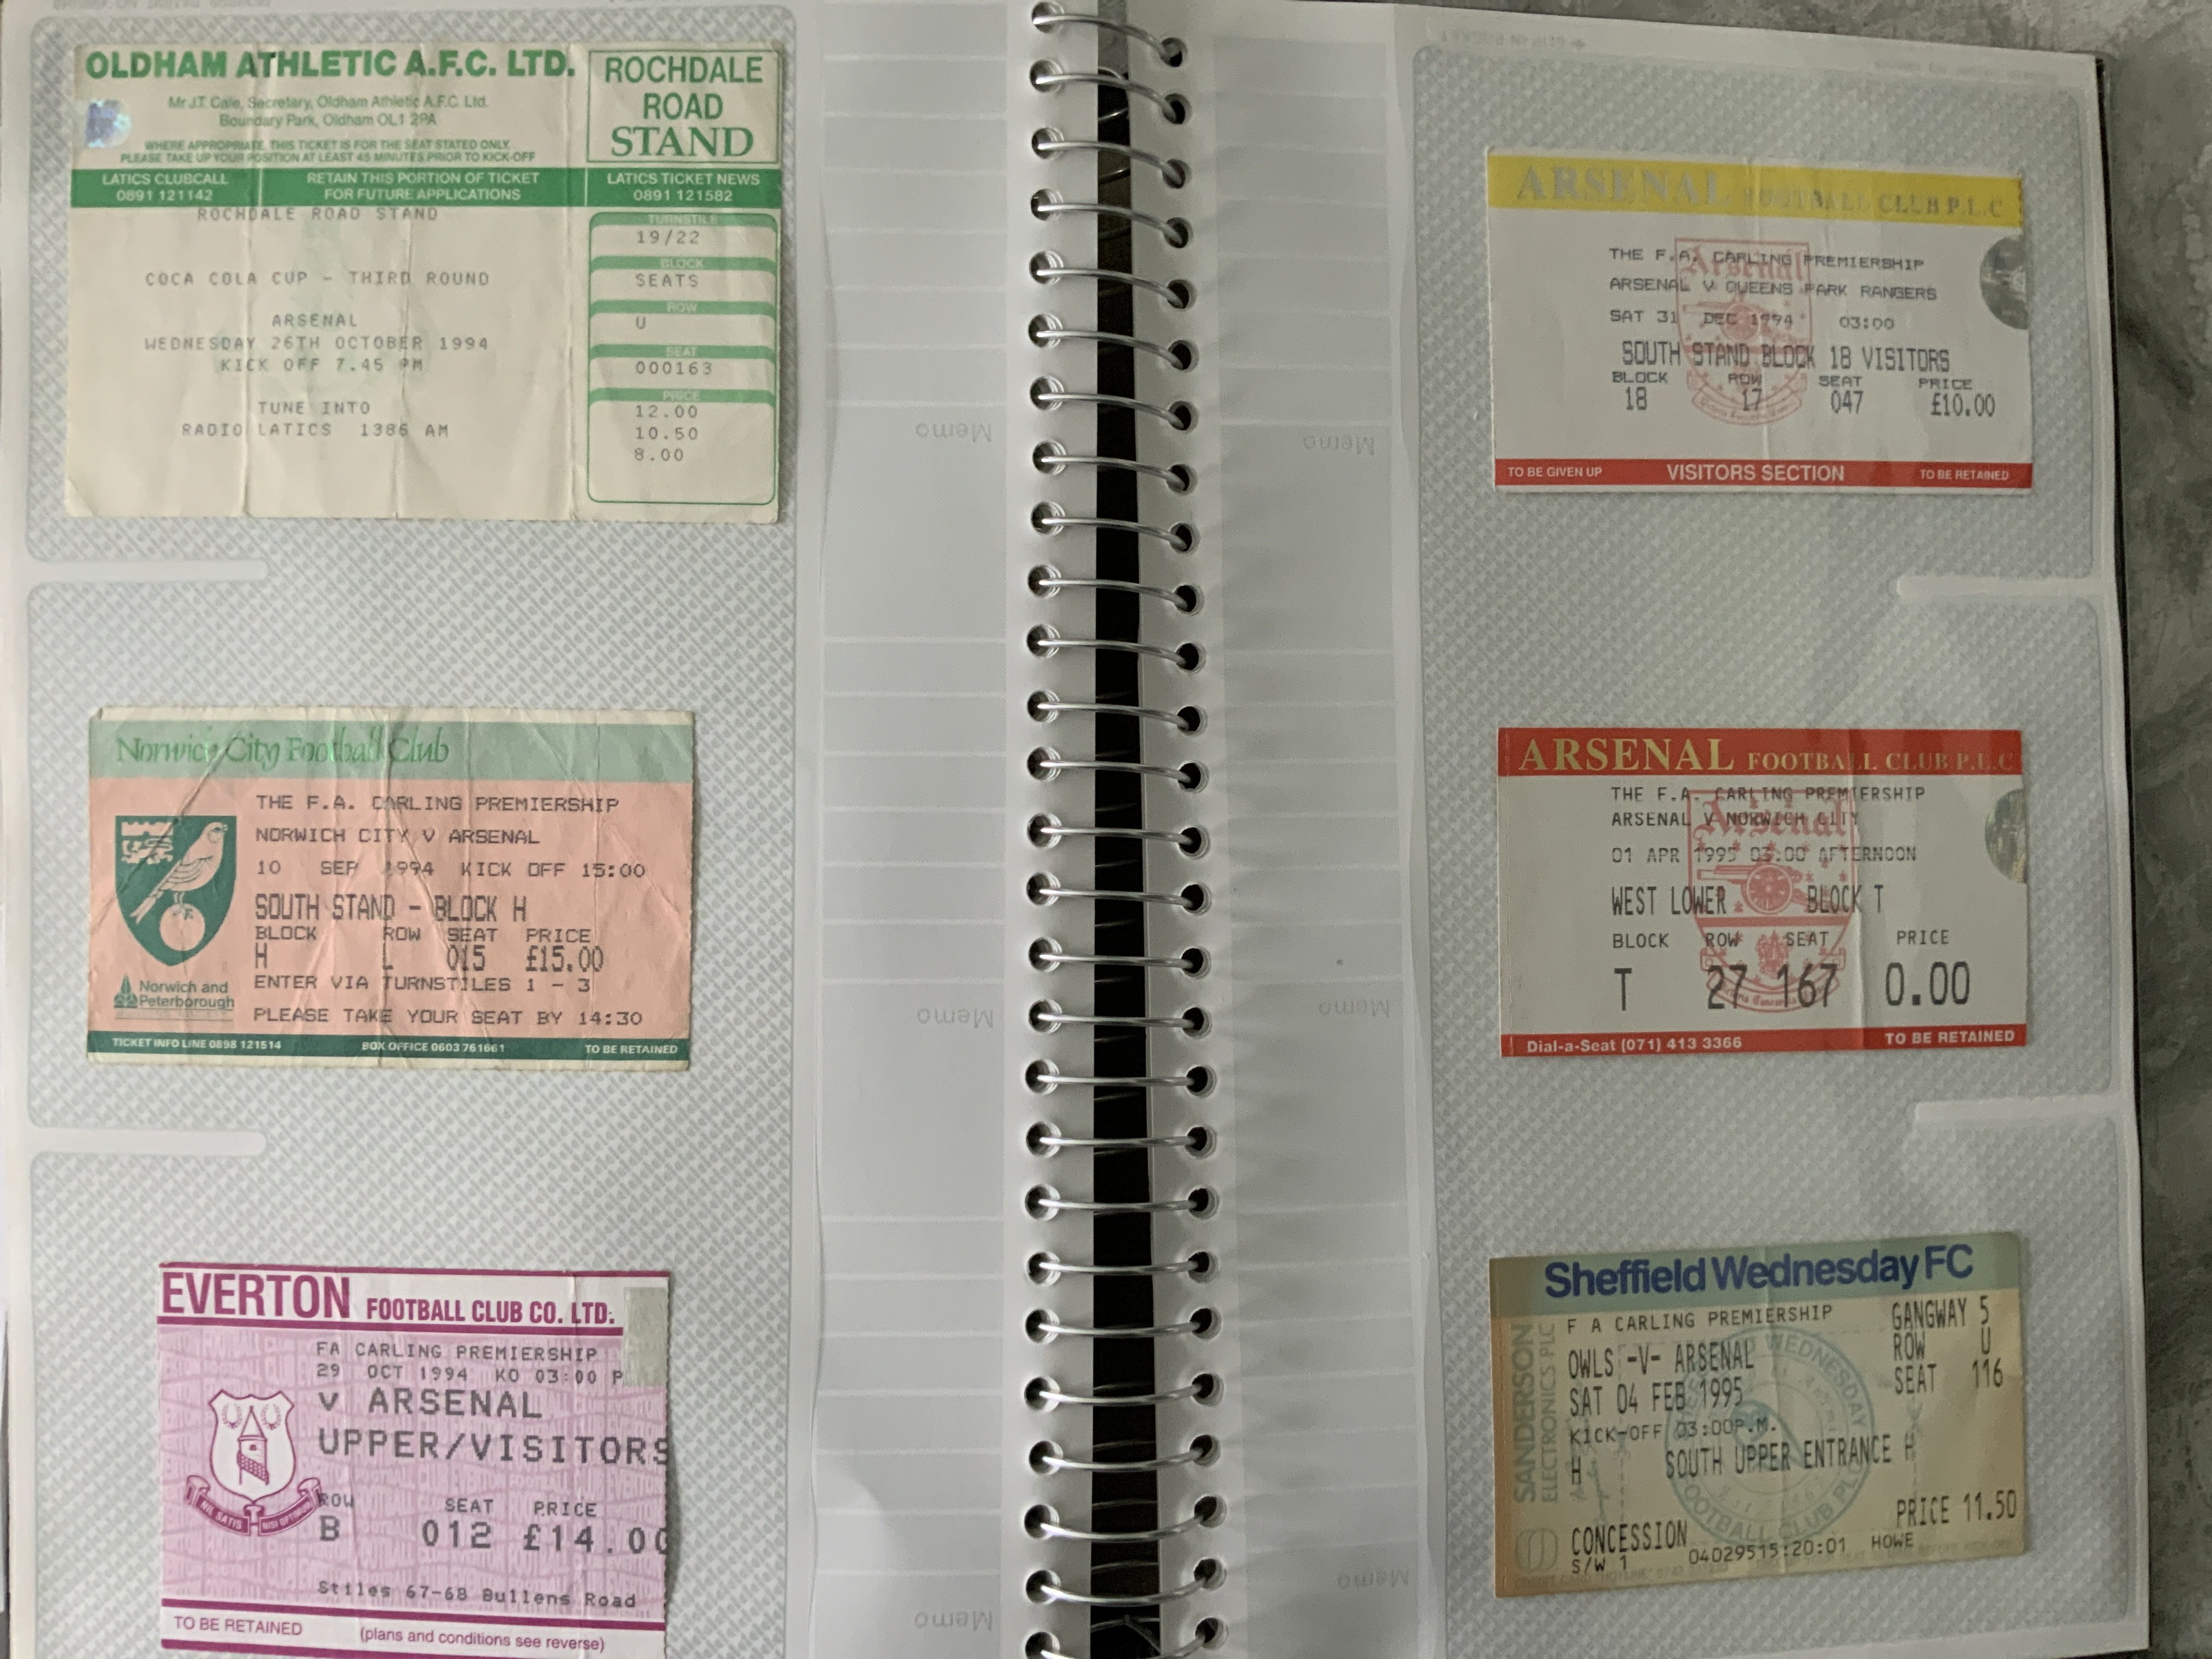 OLDHAM ATHLETIC A.F.C. LTD.
Mr J.T. Cale, Secretary, Oldham Athletic A.F.C. Ltd.
Boundary Park, Oldham OL1 2PA
WHERE APPROPRIATE, THIS TICKET IS FOR THE SEAT STATED ONLY.
PLEASE TAKE UP YOUR POSITION AT LEAST 45 MINUTES PRIOR TO KICK-OFF
ROCHDALE
ROAD
STAND
LATICS CLUBCALL
0891 121142
RETAIN THIS PORTION OF TICKET
FOR FUTURE APPLICATIONS
LATICS TICKET NEWS
0891 121582
ROCHDALE ROAD STAND
COCA COLA CUP - THIRD ROUND
ARSENAL
WEDNESDAY 26TH OCTOBER 1994
KICK OFF 7.45 PM
TUNE INTO
RADIO LATICS 1386 AM
TURNSTILE
19/22
BLOCK
SEATS
ROW
U
SEAT
000163
PRICE
12.00
10.50
8.00
Norwich City Football Club
THE F.A. CARLING PREMIERSHIP
NORWICH CITY V ARSENAL
10 SEP 1994 KICK OFF 15:00
SOUTH STAND - BLOCK H
BLOCK ROW SEAT PRICE
H L 015 £15.00
ENTER VIA TURNSTILES 1 - 3
PLEASE TAKE YOUR SEAT BY 14:30
Norwich and
Peterborough
TICKET INFO LINE 0898 121514 BOX OFFICE 0603 761661 TO BE RETAINED
EVERTON FOOTBALL CLUB CO. LTD.
FA CARLING PREMIERSHIP
29 OCT 1994 KO 03:00 P
V ARSENAL
UPPER/VISITORS
ROW SEAT PRICE
B 012 £14.00
Stiles 67-68 Bullens Road
NIL SATIS NISI OPTIMUM
TO BE RETAINED (plans and conditions see reverse)
Memo
Memo
Memo
Memo
Memo
Memo
ARSENAL FOOTBALL CLUB P.L.C
Arsenal
THE F.A. CARLING PREMIERSHIP
ARSENAL V QUEENS PARK RANGERS
SAT 31 DEC 1994 03:00
SOUTH STAND BLOCK 18 VISITORS
BLOCK ROW SEAT PRICE
18 17 047 £10.00
TO BE GIVEN UP VISITORS SECTION TO BE RETAINED
ARSENAL FOOTBALL CLUB P.L.C
THE F.A. CARLING PREMIERSHIP
Arsenal
ARSENAL V NORWICH CITY
01 APR 1995 03:00 AFTERNOON
WEST LOWER BLOCK T
BLOCK ROW SEAT PRICE
T 27 167 0.00
Dial-a-Seat (071) 413 3366 TO BE RETAINED
Sheffield Wednesday FC
SANDERSON
ELECTRONICS PLC
F A CARLING PREMIERSHIP
OWLS -V- ARSENAL
SAT 04 FEB 1995
KICK-OFF 03:00P.M.
H SOUTH UPPER ENTRANCE H
GANGWAY 5
ROW U
SEAT 116
PRICE 11.50
CONCESSION
S/W 1 04029515:20:01 HOWE